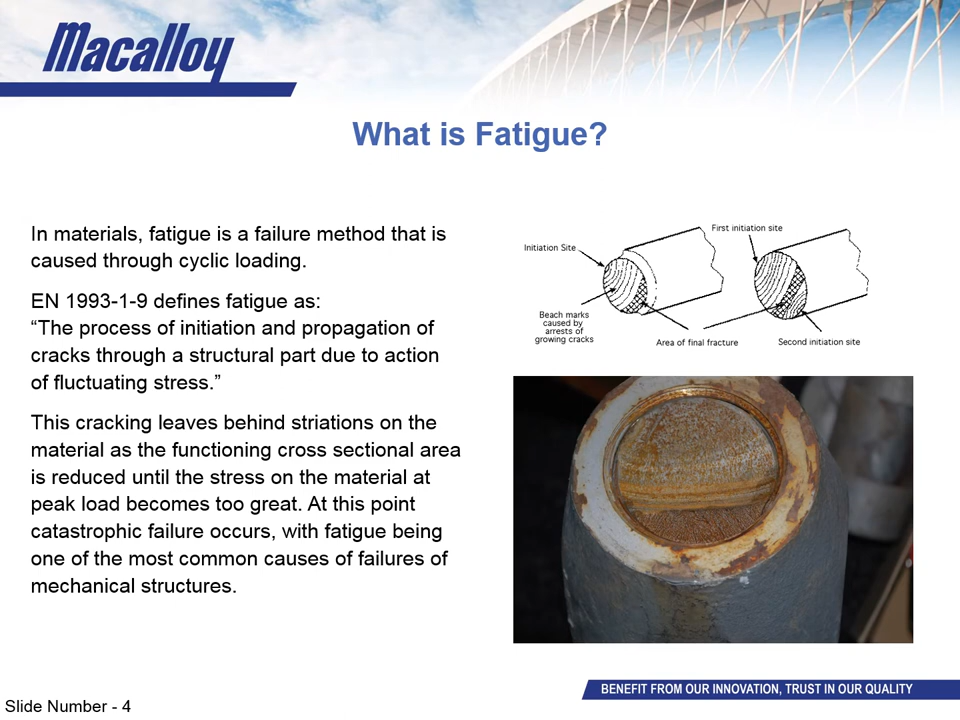 Macalloy
What is Fatigue?
In materials, fatigue is a failure method that is
caused through cyclic loading.
EN 1993-1-9 defines fatigue as:
“The process of initiation and propagation of
cracks through a structural part due to action
of fluctuating stress.”
This cracking leaves behind striations on the
material as the functioning cross sectional area
is reduced until the stress on the material at
peak load becomes too great. At this point
catastrophic failure occurs, with fatigue being
one of the most common causes of failures of
mechanical structures.
First initiation site
Initiation Site
Beach marks
caused by
arrests of
growing cracks
Area of final fracture
Second initiation site
BENEFIT FROM OUR INNOVATION, TRUST IN OUR QUALITY
Slide Number - 4